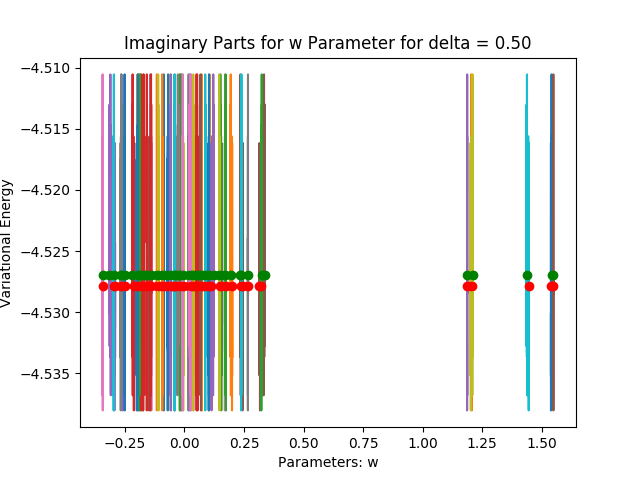 Imaginary Parts for w Parameter for delta = 0.50
Variational Energy
−4.510
−4.515
−4.520
−4.525
−4.530
−4.535
−0.25 0.00 0.25 0.50 0.75 1.00 1.25 1.50
Parameters: w